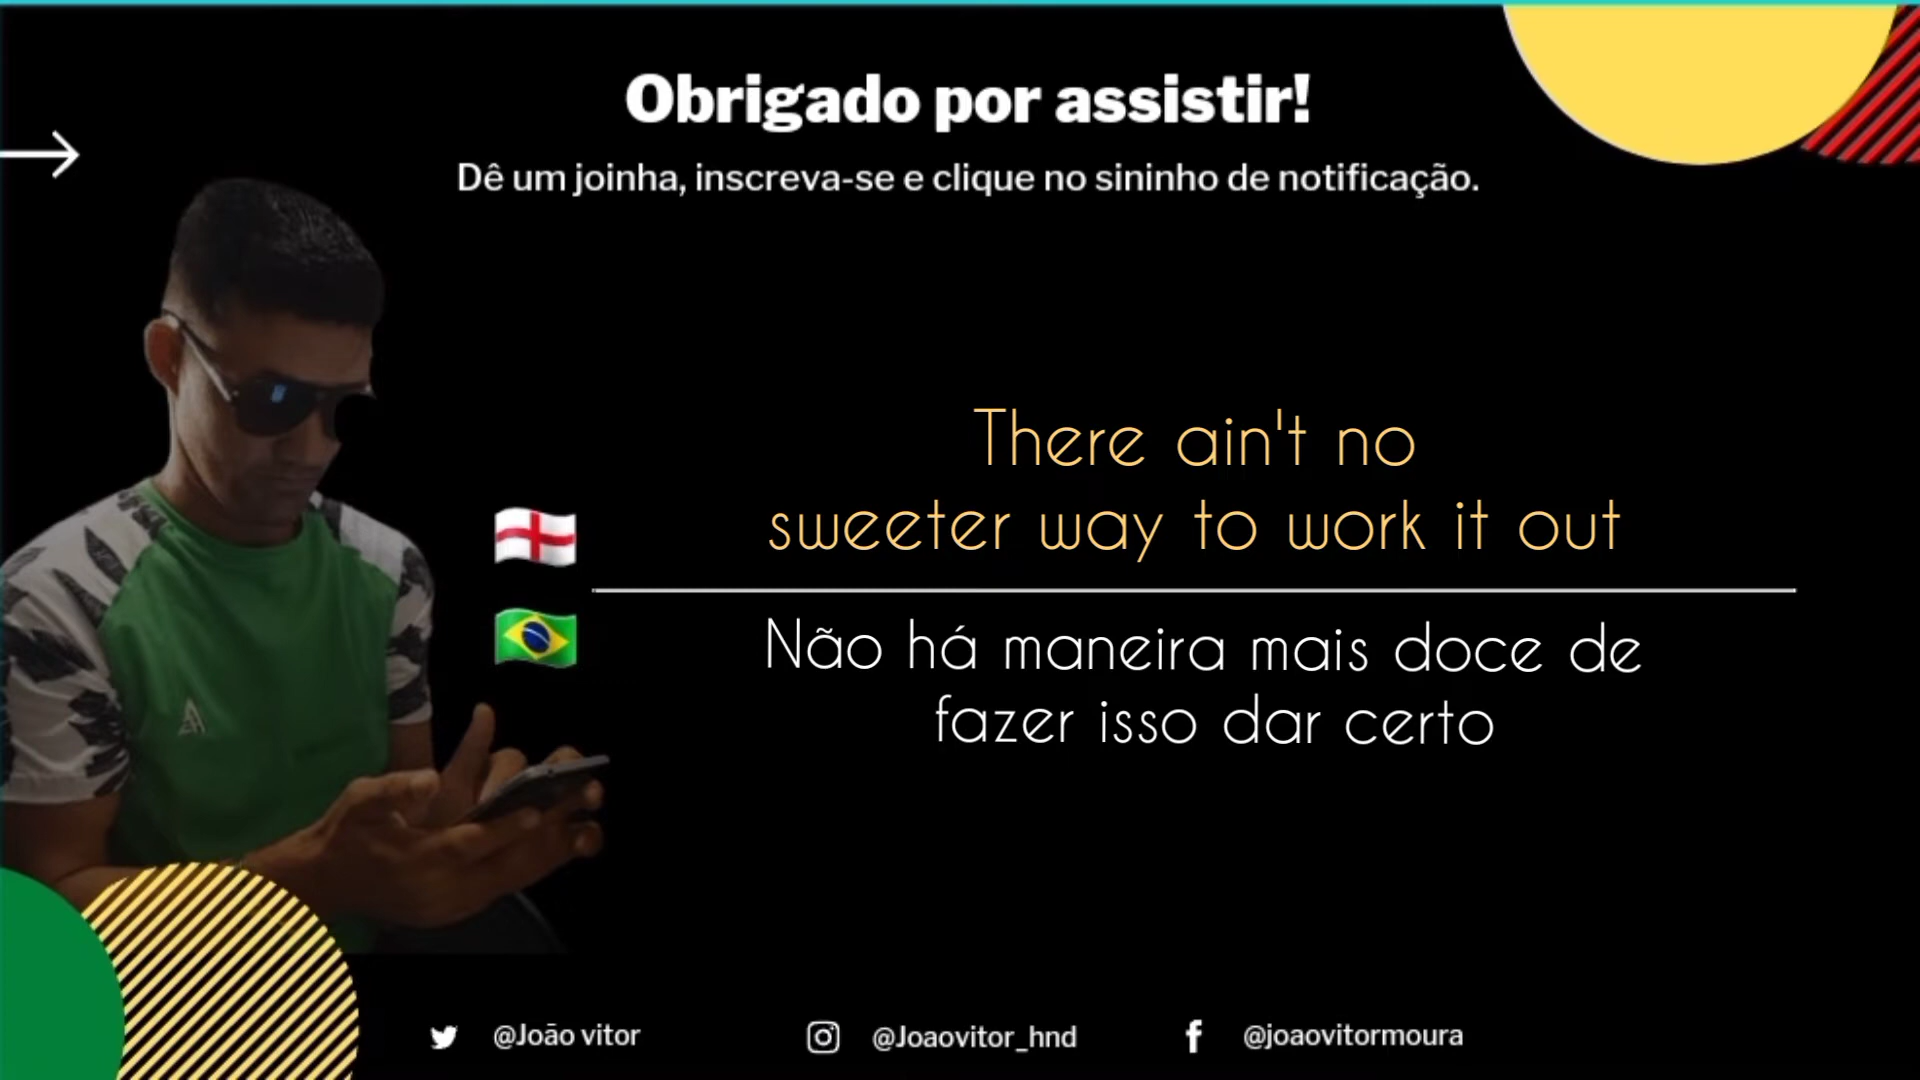 Obrigado por assistir!
Dê um joinha, inscreva-se e clique no sininho de notificação.
There ain't no
sweeter way to work it out
Não há maneira mais doce de
fazer isso dar certo
@João vitor
@Joaovitor_hnd
@joaovitormoura